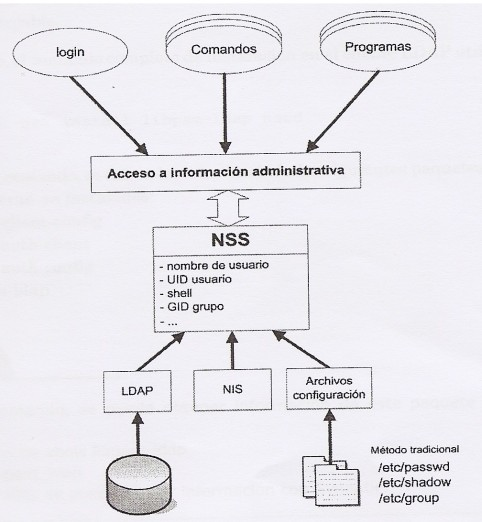 login
Comandos
Programas
Acceso a información administrativa
NSS
- nombre de usuario
- UID usuario
- shell
- GID grupo
- ...
LDAP
NIS
Archivos
configuración
Método tradicional
/etc/passwd
/etc/shadow
/etc/group